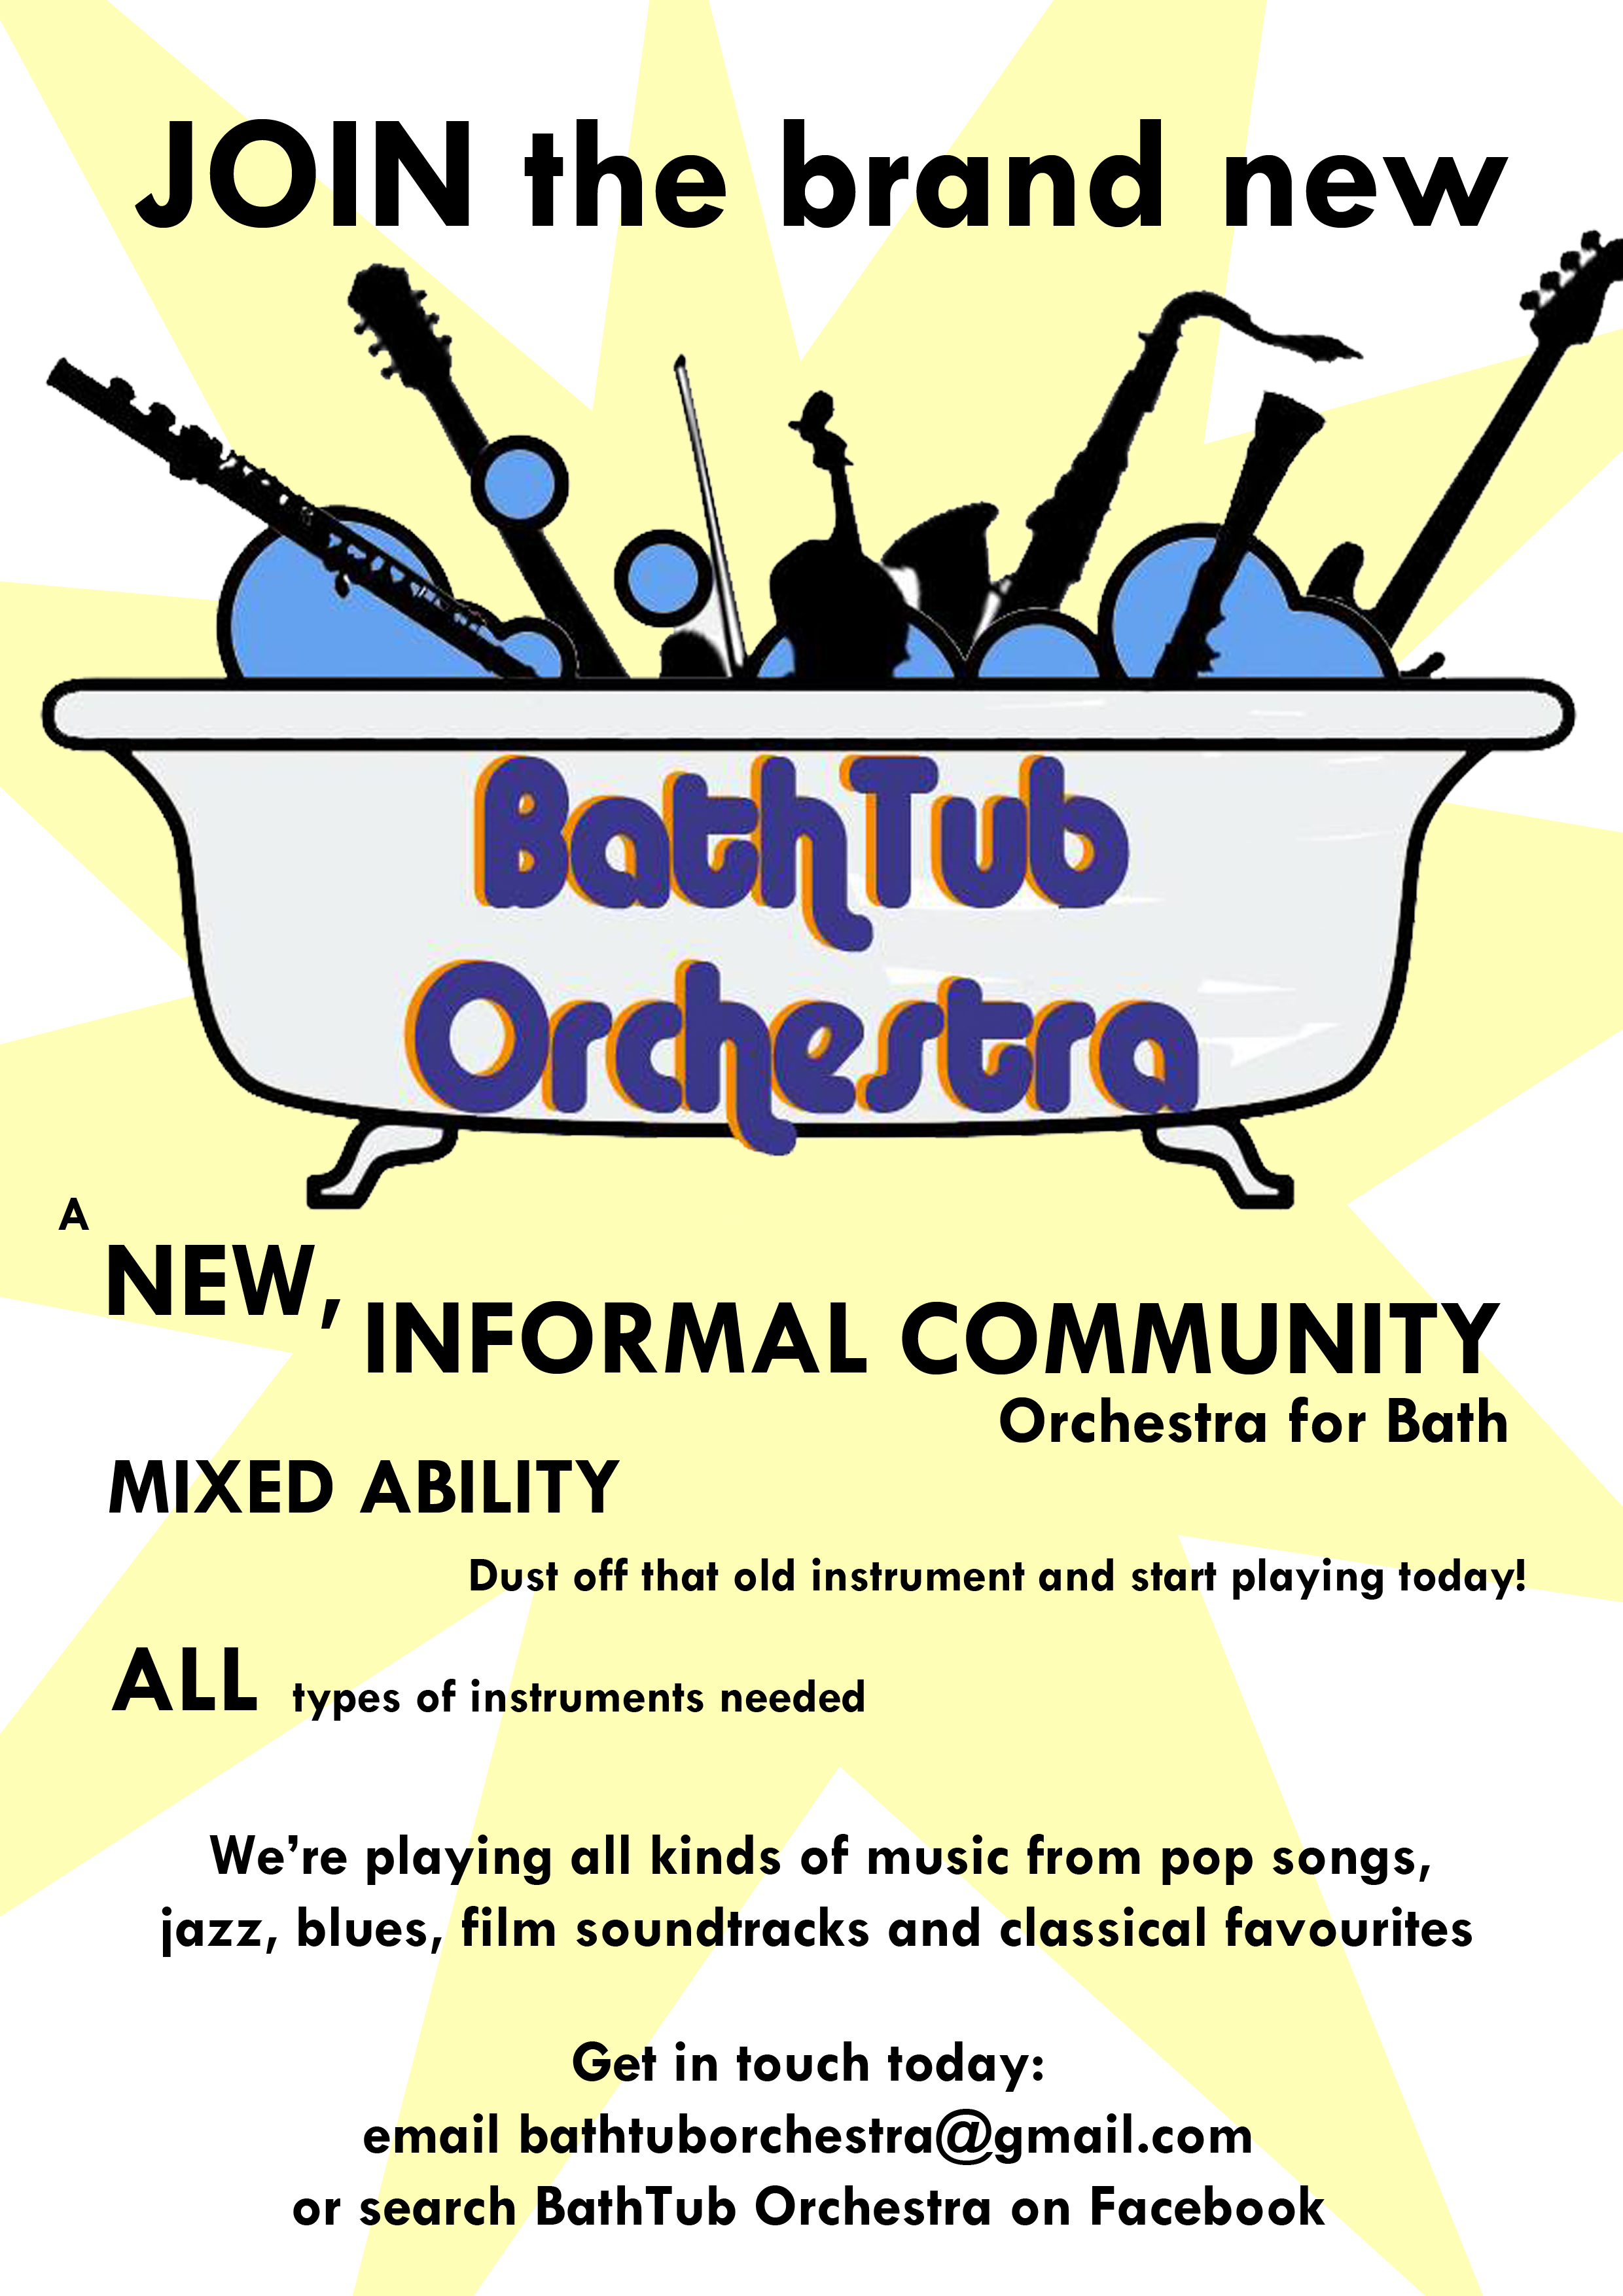 JOIN the brand new
BathTub
Orchestra
A
NEW, INFORMAL COMMUNITY
Orchestra for Bath
MIXED ABILITY
Dust off that old instrument and start playing today!
ALL types of instruments needed
We’re playing all kinds of music from pop songs,
jazz, blues, film soundtracks and classical favourites
Get in touch today:
email bathtuborchestra@gmail.com
or search BathTub Orchestra on Facebook